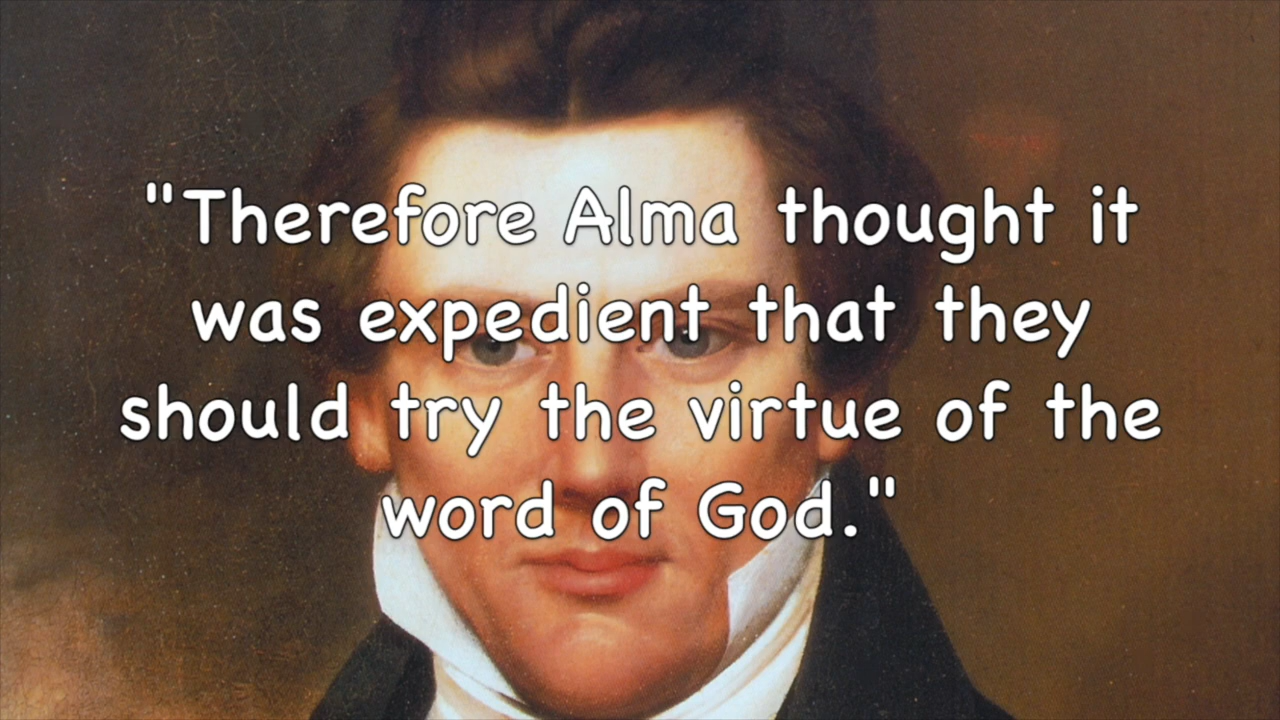 "Therefore Alma thought it
was expedient that they
should try the virtue of the
word of God."